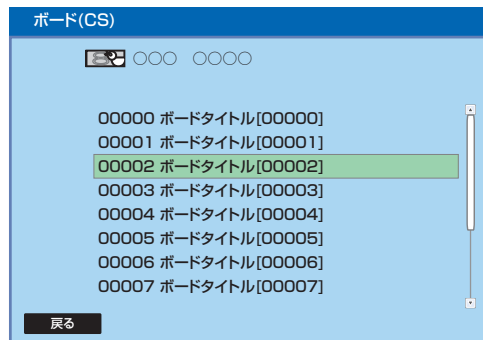 ボード(CS)
○○○ ○○○○
00000 ボードタイトル[00000]
00001 ボードタイトル[00001]
00002 ボードタイトル[00002]
00003 ボードタイトル[00003]
00004 ボードタイトル[00004]
00005 ボードタイトル[00005]
00006 ボードタイトル[00006]
00007 ボードタイトル[00007]
戻る